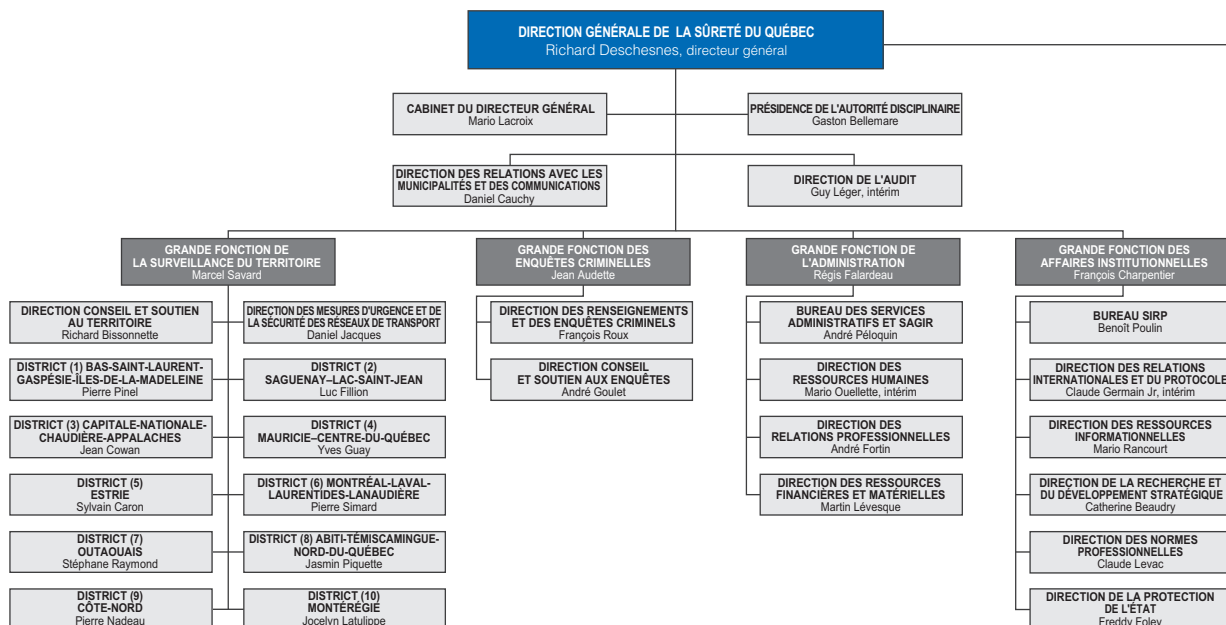 DIRECTION GÉNÉRALE DE LA SÛRETÉ DU QUÉBEC
Richard Deschesnes, directeur général
CABINET DU DIRECTEUR GÉNÉRAL
Mario Lacroix
PRÉSIDENCE DE L'AUTORITÉ DISCIPLINAIRE
Gaston Bellemare
DIRECTION DES RELATIONS AVEC LES
MUNICIPALITÉS ET DES COMMUNICATIONS
Daniel Cauchy
DIRECTION DE L'AUDIT
Guy Léger, intérim
GRANDE FONCTION DE
LA SURVEILLANCE DU TERRITOIRE
Marcel Savard
DIRECTION CONSEIL ET SOUTIEN
AU TERRITOIRE
Richard Bissonnette
DIRECTION DES MESURES D'URGENCE ET DE
LA SÉCURITÉ DES RÉSEAUX DE TRANSPORT
Daniel Jacques
DISTRICT (1) BAS-SAINT-LAURENT-
GASPÉSIE-ÎLES-DE-LA-MADELEINE
Pierre Pinel
DISTRICT (2)
SAGUENAY–LAC-SAINT-JEAN
Luc Fillion
DISTRICT (3) CAPITALE-NATIONALE-
CHAUDIÈRE-APPALACHES
Jean Cowan
DISTRICT (4)
MAURICIE–CENTRE-DU-QUÉBEC
Yves Guay
DISTRICT (5)
ESTRIE
Sylvain Caron
DISTRICT (6) MONTRÉAL-LAVAL-
LAURENTIDES-LANAUDIÈRE
Pierre Simard
DISTRICT (7)
OUTAOUAIS
Stéphane Raymond
DISTRICT (8) ABITI-TÉMISCAMINGUE-
NORD-DU-QUÉBEC
Jasmin Piquette
DISTRICT (9)
CÔTE-NORD
Pierre Nadeau
DISTRICT (10)
MONTÉRÉGIE
Jocelyn Latulippe
GRANDE FONCTION DES
ENQUÊTES CRIMINELLES
Jean Audette
DIRECTION DES RENSEIGNEMENTS
ET DES ENQUÊTES CRIMINELS
François Roux
DIRECTION CONSEIL
ET SOUTIEN AUX ENQUÊTES
André Goulet
GRANDE FONCTION DE
L'ADMINISTRATION
Régis Falardeau
BUREAU DES SERVICES
ADMINISTRATIFS ET SAGIR
André Péloquin
DIRECTION DES
RESSOURCES HUMAINES
Mario Ouellette, intérim
DIRECTION DES
RELATIONS PROFESSIONNELLES
André Fortin
DIRECTION DES RESSOURCES
FINANCIÈRES ET MATÉRIELLES
Martin Lévesque
GRANDE FONCTION DES
AFFAIRES INSTITUTIONNELLES
François Charpentier
BUREAU SIRP
Benoît Poulin
DIRECTION DES RELATIONS
INTERNATIONALES ET DU PROTOCOLE
Claude Germain Jr, intérim
DIRECTION DES RESSOURCES
INFORMATIONNELLES
Mario Rancourt
DIRECTION DE LA RECHERCHE ET
DU DÉVELOPPEMENT STRATÉGIQUE
Catherine Beaudry
DIRECTION DES NORMES
PROFESSIONNELLES
Claude Levac
DIRECTION DE LA PROTECTION
DE L'ÉTAT
Freddy Foley